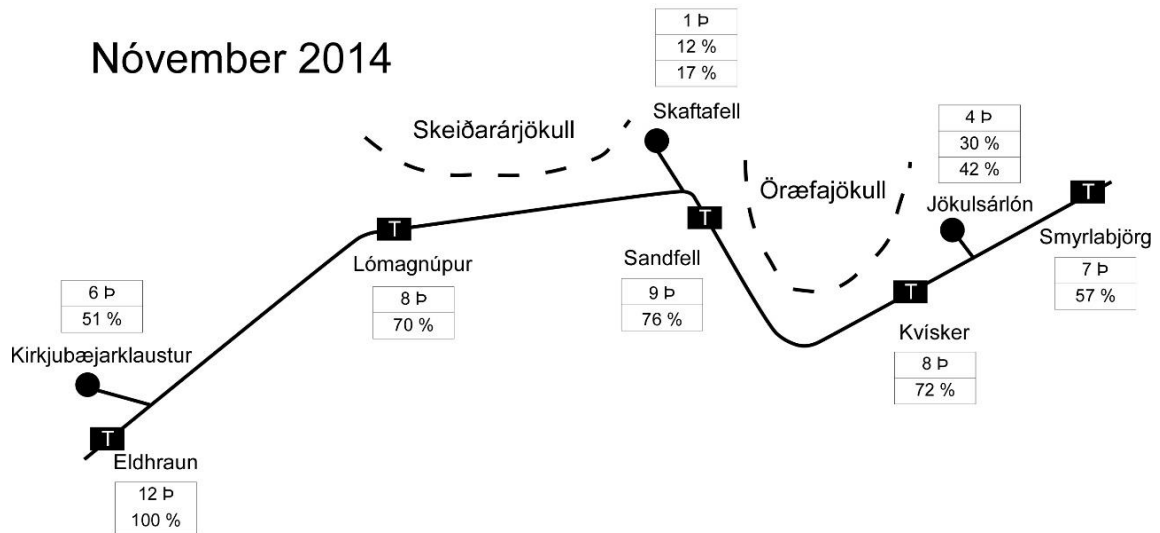 Nóvember 2014
1 Þ
12 %
17 %
Skaftafell
Skeiðarárjökull
4 Þ
30 %
42 %
Jökulsárlón
Öræfajökull
T
Smyrlabjörg
7 Þ
57 %
T
Lómagnúpur
8 Þ
70 %
T
Sandfell
9 Þ
76 %
T
Kvísker
8 Þ
72 %
6 Þ
51 %
Kirkjubæjarklaustur
T
Eldhraun
12 Þ
100 %